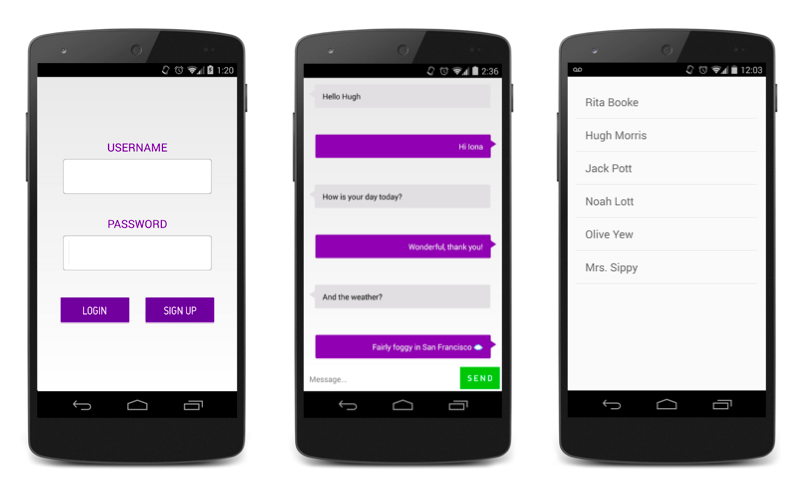 1:20
USERNAME
PASSWORD
LOGIN
SIGN UP
2:36
Hello Hugh
Hi Iona
How is your day today?
Wonderful, thank you!
And the weather?
Fairly foggy in San Francisco ☁
Message...
SEND
12:03
Rita Booke
Hugh Morris
Jack Pott
Noah Lott
Olive Yew
Mrs. Sippy